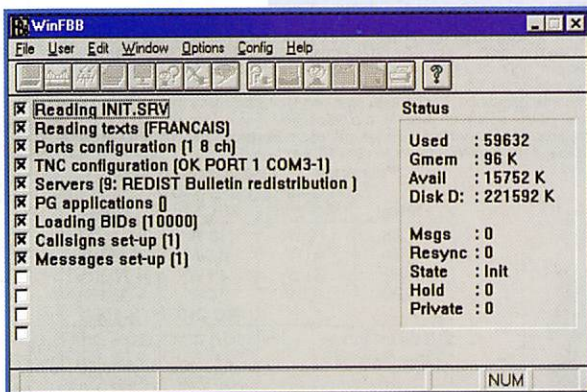 WinFBB
File User Edit Window Options Config Help
Reading INIT.SRV
Reading texts (FRANCAIS)
Ports configuration (1 8 ch)
TNC configuration (OK PORT 1 COM3-1)
Servers (9: REDIST Bulletin redistribution )
PG applications ()
Loading BIDs (10000)
Callsigns set-up (1)
Messages set-up (1)
Status
Used : 59632
Gmem : 96 K
Avail : 15752 K
Disk D: : 221592 K
Msgs : 0
Resync : 0
State : Init
Hold : 0
Private : 0
NUM